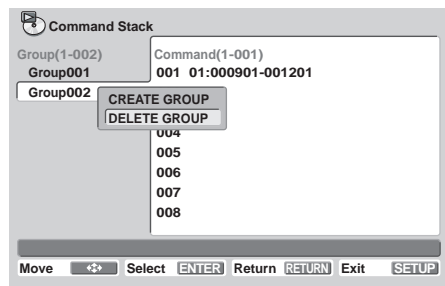 Command Stack
Group(1-002)
Group001
Group002
Command(1-001)
001 01:000901-001201
CREATE GROUP
DELETE GROUP
004
005
006
007
008
Move Select ENTER Return RETURN Exit SETUP